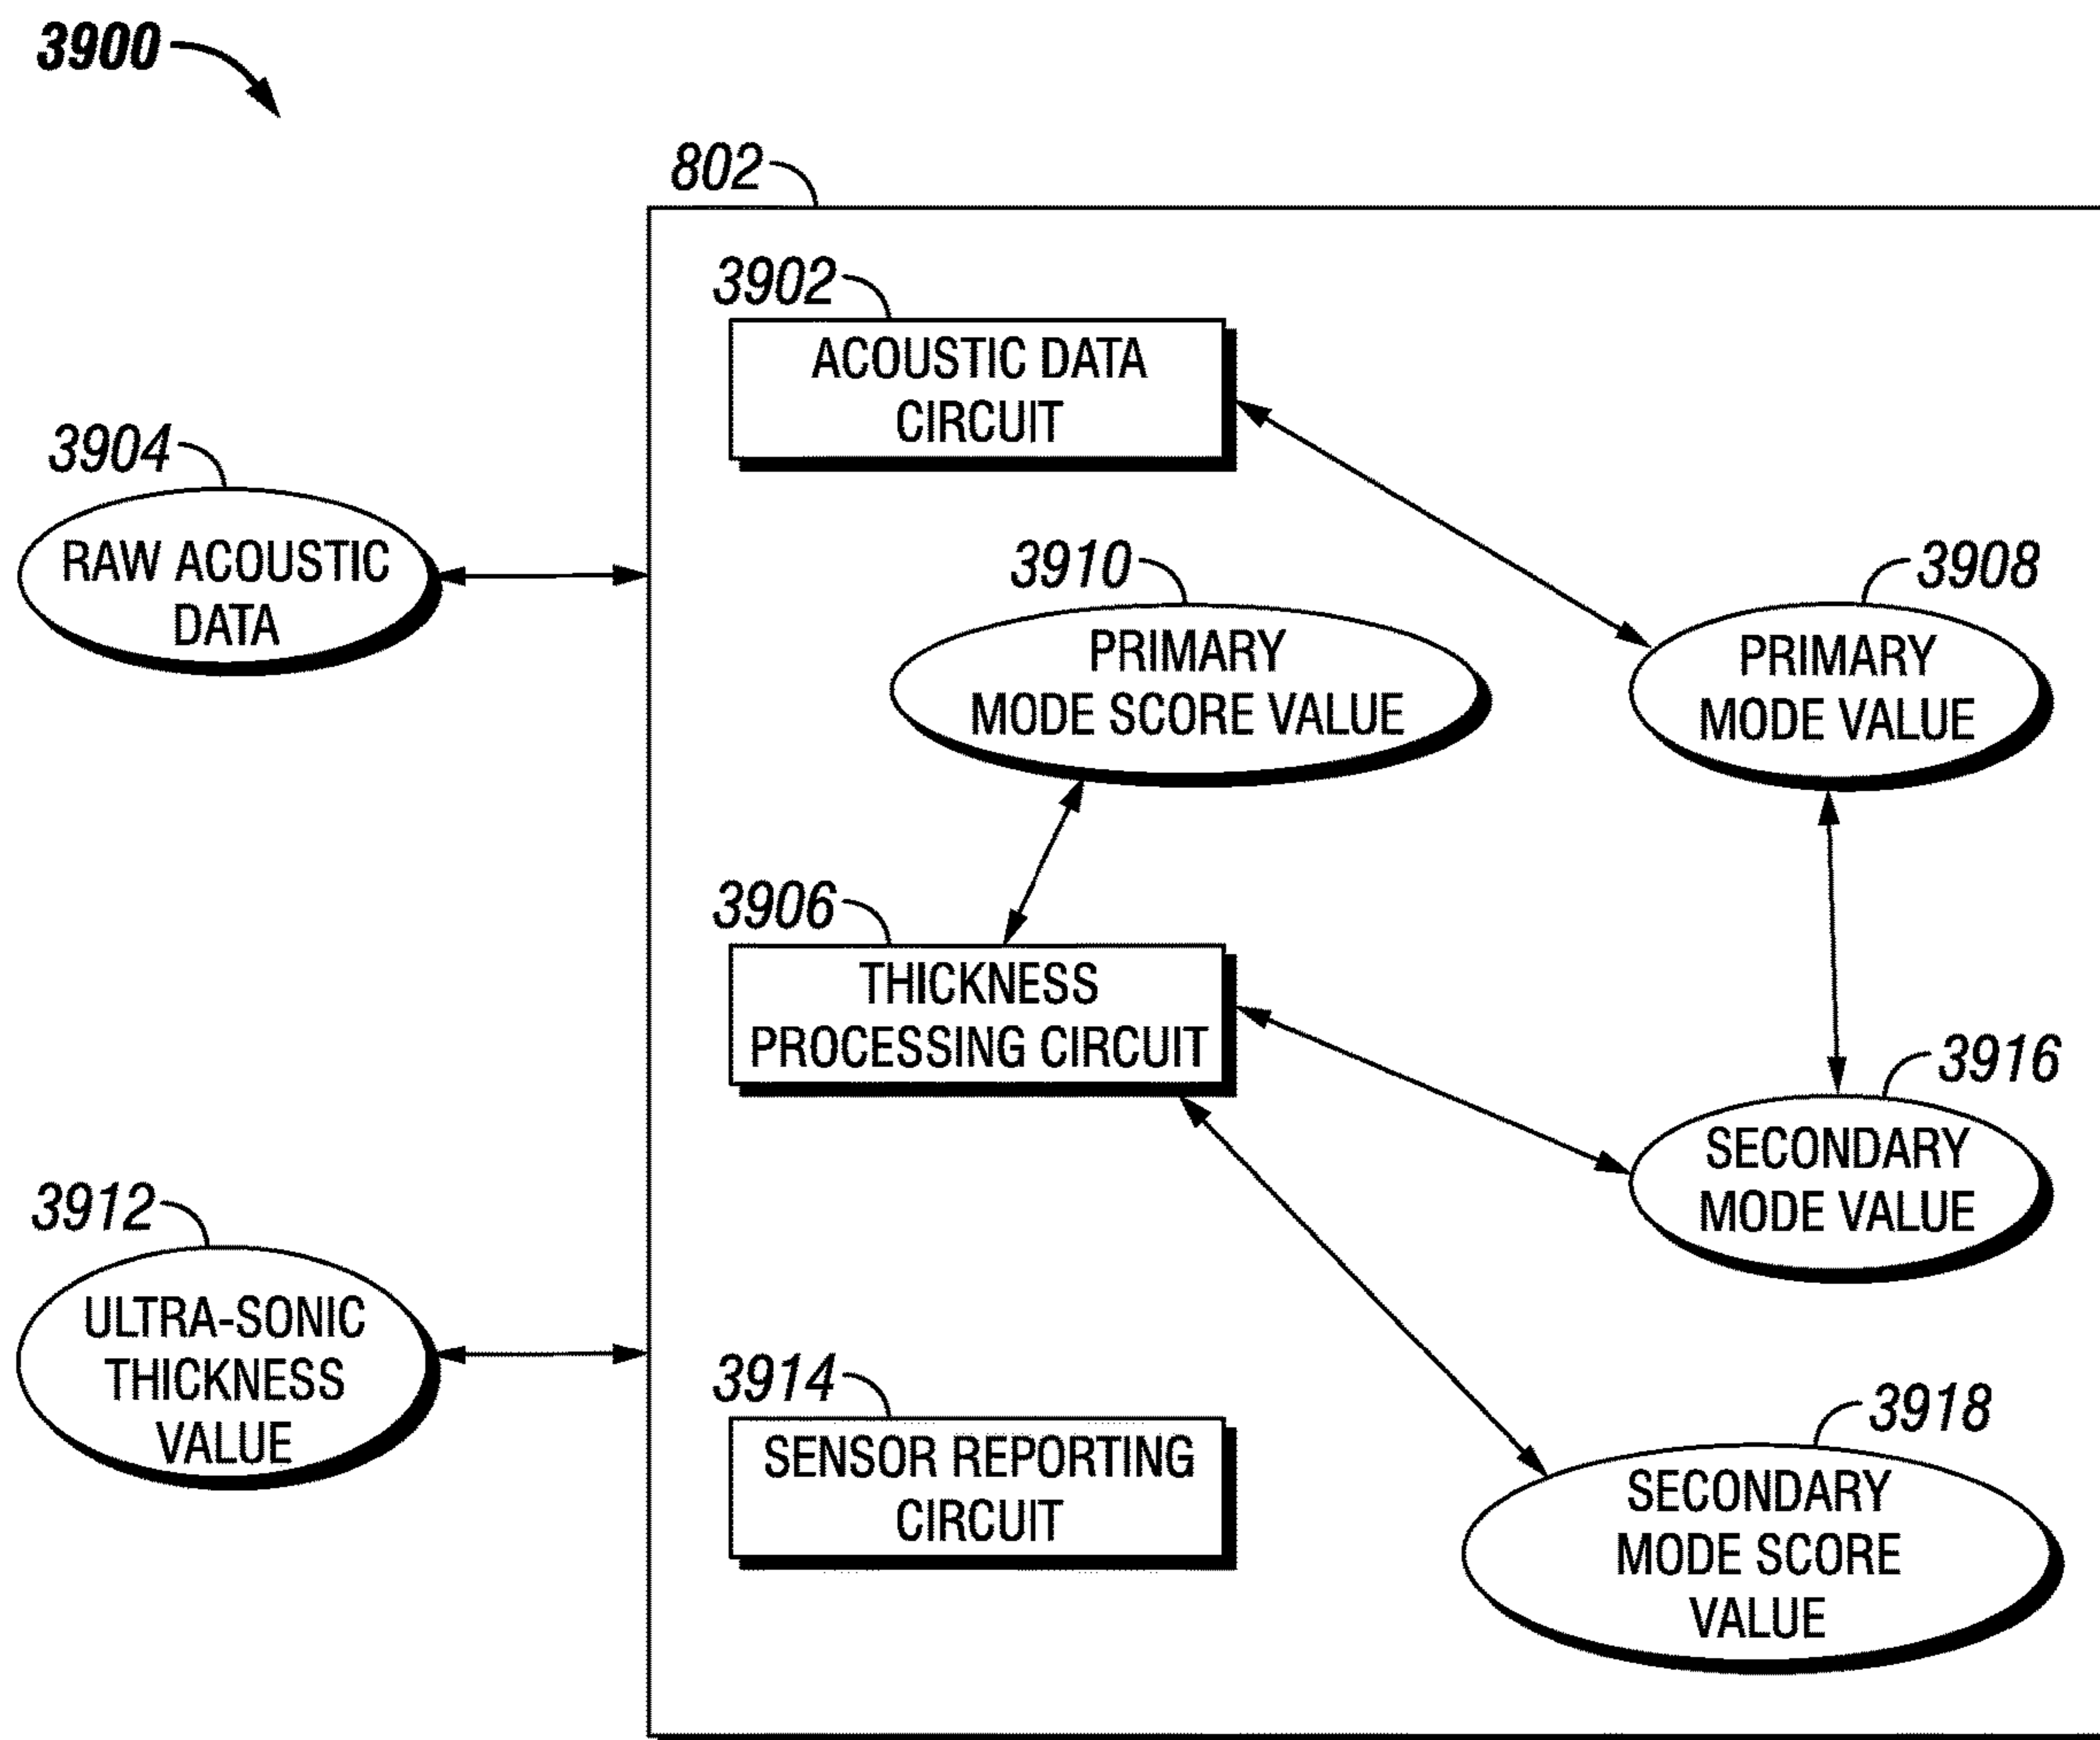 3900
802
3902
ACOUSTIC DATA
CIRCUIT
3904
RAW ACOUSTIC
DATA
3910
PRIMARY
MODE SCORE VALUE
3908
PRIMARY
MODE VALUE
3906
THICKNESS
PROCESSING CIRCUIT
3916
SECONDARY
MODE VALUE
3912
ULTRA-SONIC
THICKNESS
VALUE
3914
SENSOR REPORTING
CIRCUIT
3918
SECONDARY
MODE SCORE
VALUE